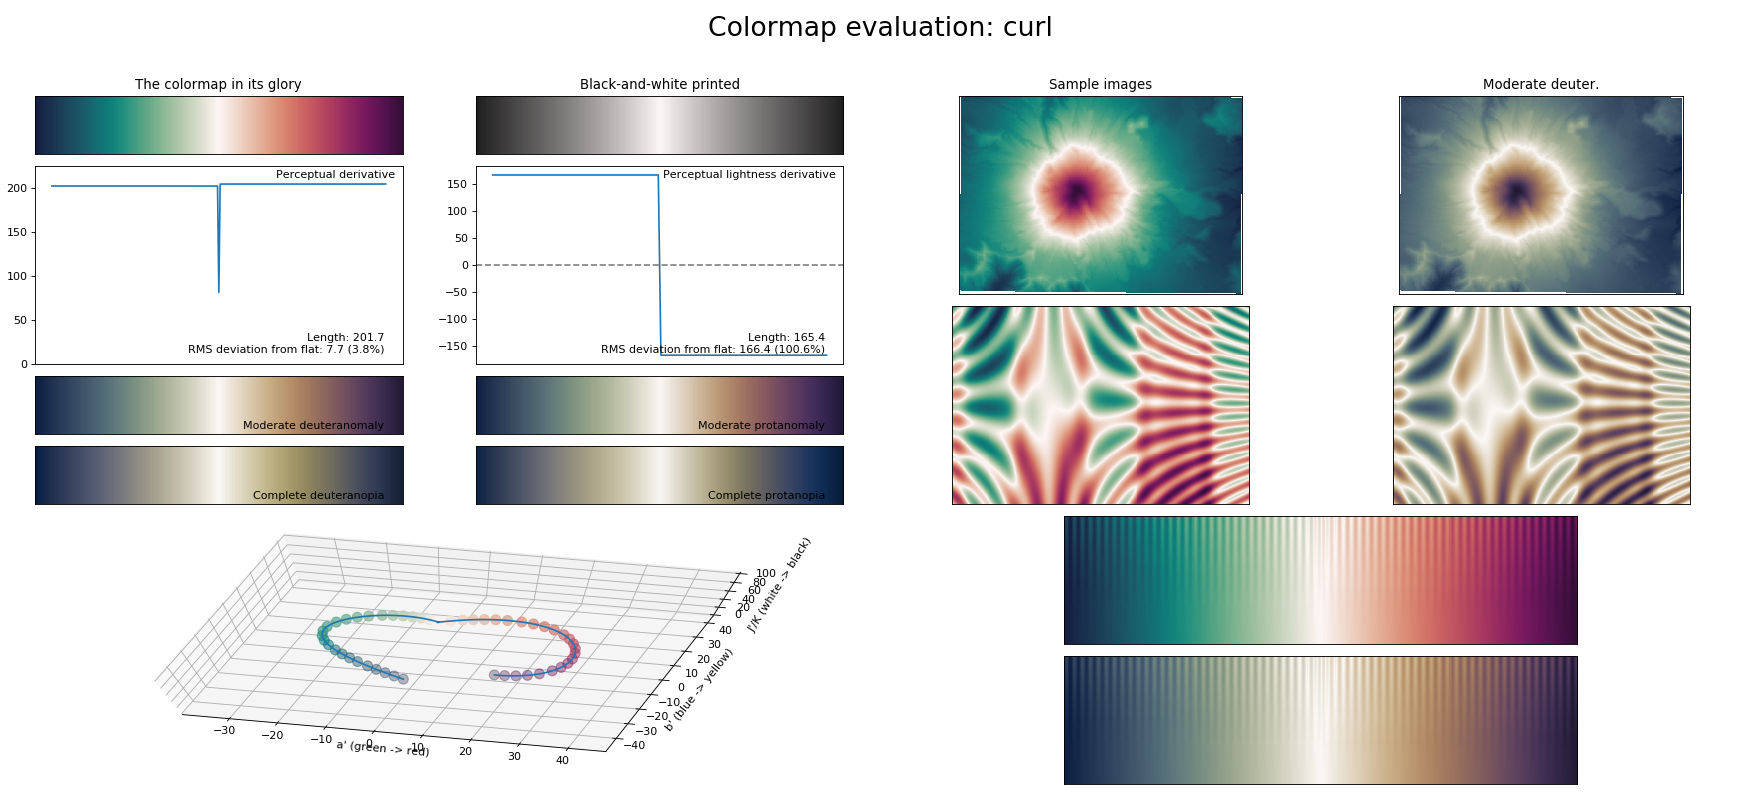 Colormap evaluation: curl
The colormap in its glory
Black-and-white printed
Sample images
Moderate deuter.
Perceptual derivative
200
150
100
50
0
Length: 201.7
RMS deviation from flat: 7.7 (3.8%)
Perceptual lightness derivative
150
100
50
0
−50
−100
−150
Length: 165.4
RMS deviation from flat: 166.4 (100.6%)
Moderate deuteranomaly
Moderate protanomaly
Complete deuteranopia
Complete protanopia
−30
−20
−10
0
10
20
30
40
a' (green -> red)
−40
−30
−20
−10
0
10
20
30
40
b' (blue -> yellow)
0
20
40
60
80
100
J'/K (white -> black)